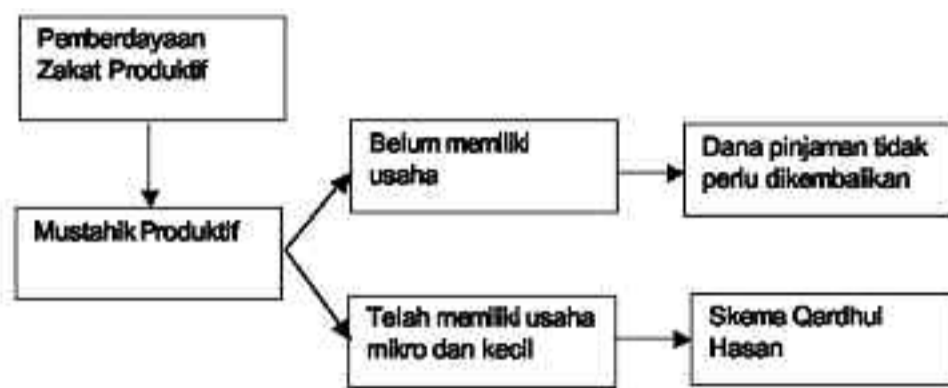 Pemberdayaan
Zakat Produktif
Belum memiliki
usaha
Dana pinjaman tidak
perlu dikembalikan
Mustahik Produktif
Telah memiliki usaha
mikro dan kecil
Skema Qardhul
Hasan